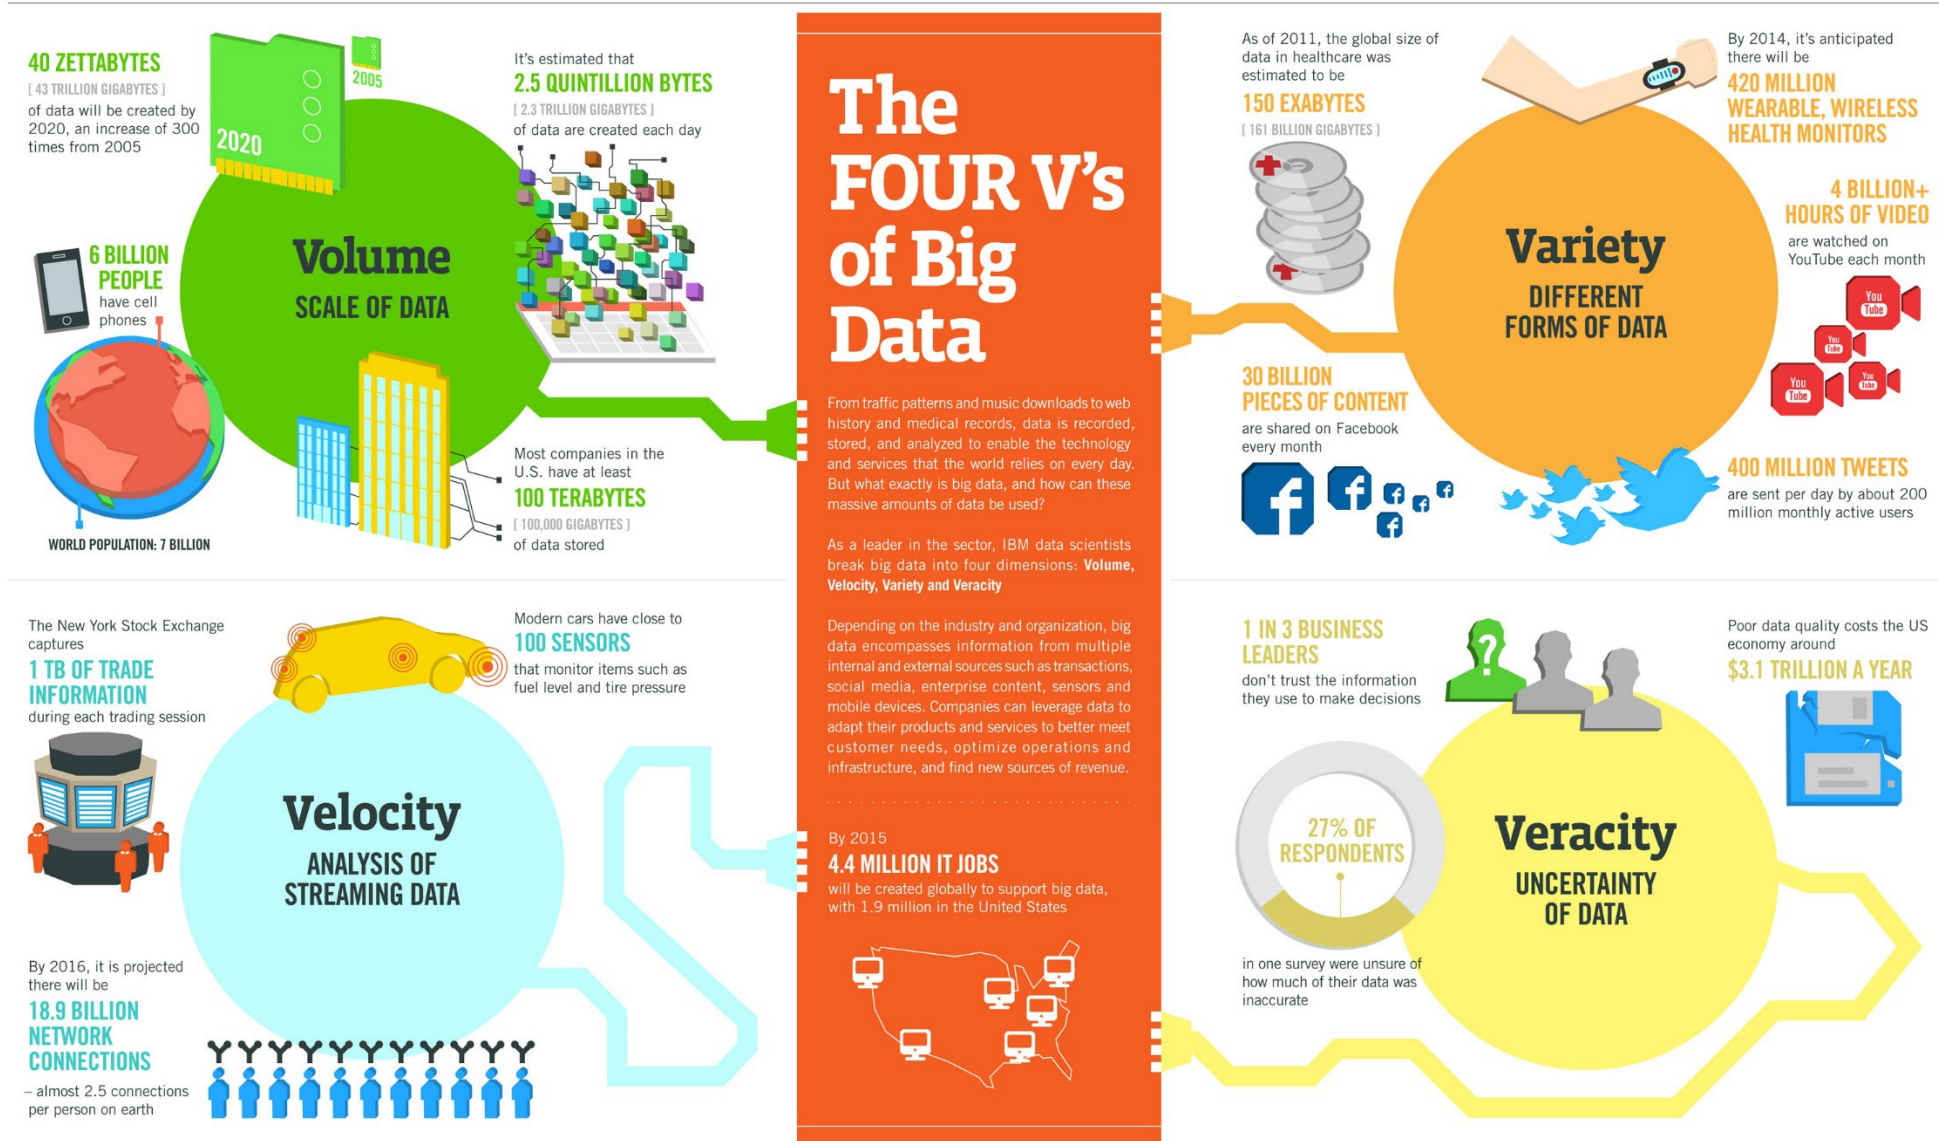 40 ZETTABYTES
[ 43 TRILLION GIGABYTES ]
of data will be created by
2020, an increase of 300
times from 2005
2020
2005
It's estimated that
2.5 QUINTILLION BYTES
[ 2.3 TRILLION GIGABYTES ]
of data are created each day
6 BILLION
PEOPLE
have cell
phones
WORLD POPULATION: 7 BILLION
Volume
SCALE OF DATA
Most companies in the
U.S. have at least
100 TERABYTES
[ 100,000 GIGABYTES ]
of data stored
The New York Stock Exchange
captures
1 TB OF TRADE
INFORMATION
during each trading session
Modern cars have close to
100 SENSORS
that monitor items such as
fuel level and tire pressure
Velocity
ANALYSIS OF
STREAMING DATA
By 2016, it is projected
there will be
18.9 BILLION
NETWORK
CONNECTIONS
– almost 2.5 connections
per person on earth
The
FOUR V's
of Big
Data
From traffic patterns and music downloads to web
history and medical records, data is recorded,
stored, and analyzed to enable the technology
and services that the world relies on every day.
But what exactly is big data, and how can these
massive amounts of data be used?
As a leader in the sector, IBM data scientists
break big data into four dimensions: Volume,
Velocity, Variety and Veracity
Depending on the industry and organization, big
data encompasses information from multiple
internal and external sources such as transactions,
social media, enterprise content, sensors and
mobile devices. Companies can leverage data to
adapt their products and services to better meet
customer needs, optimize operations and
infrastructure, and find new sources of revenue.
By 2015
4.4 MILLION IT JOBS
will be created globally to support big data,
with 1.9 million in the United States
As of 2011, the global size of
data in healthcare was
estimated to be
150 EXABYTES
[ 161 BILLION GIGABYTES ]
By 2014, it's anticipated
there will be
420 MILLION
WEARABLE, WIRELESS
HEALTH MONITORS
4 BILLION+
HOURS OF VIDEO
are watched on
YouTube each month
You
Tube
You
Tube
You
Tube
You
Tube
Variety
DIFFERENT
FORMS OF DATA
30 BILLION
PIECES OF CONTENT
are shared on Facebook
every month
f f f f f f
400 MILLION TWEETS
are sent per day by about 200
million monthly active users
1 IN 3 BUSINESS
LEADERS
don't trust the information
they use to make decisions
?
Poor data quality costs the US
economy around
$3.1 TRILLION A YEAR
27% OF
RESPONDENTS
in one survey were unsure of
how much of their data was
inaccurate
Veracity
UNCERTAINTY
OF DATA